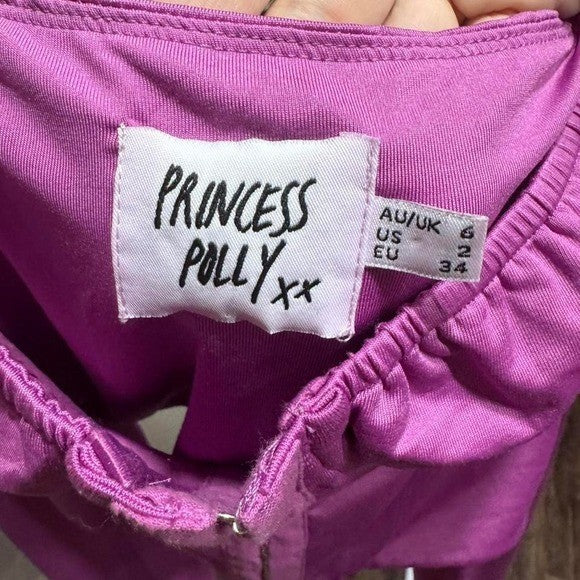 PRINCESS
POLLY xx
AU/UK 6
US 2
EU 34